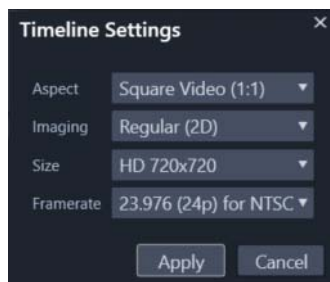 Timeline Settings
Aspect Square Video (1:1)
Imaging Regular (2D)
Size HD 720x720
Framerate 23.976 (24p) for NTSC
Apply Cancel